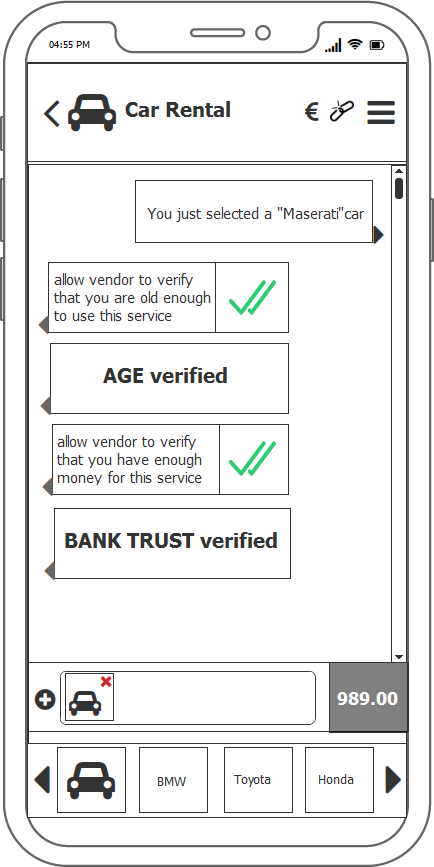 04:55 PM
Car Rental
€
You just selected a "Maserati"car
allow vendor to verify
that you are old enough
to use this service
AGE verified
allow vendor to verify
that you have enough
money for this service
BANK TRUST verified
989.00
BMW
Toyota
Honda